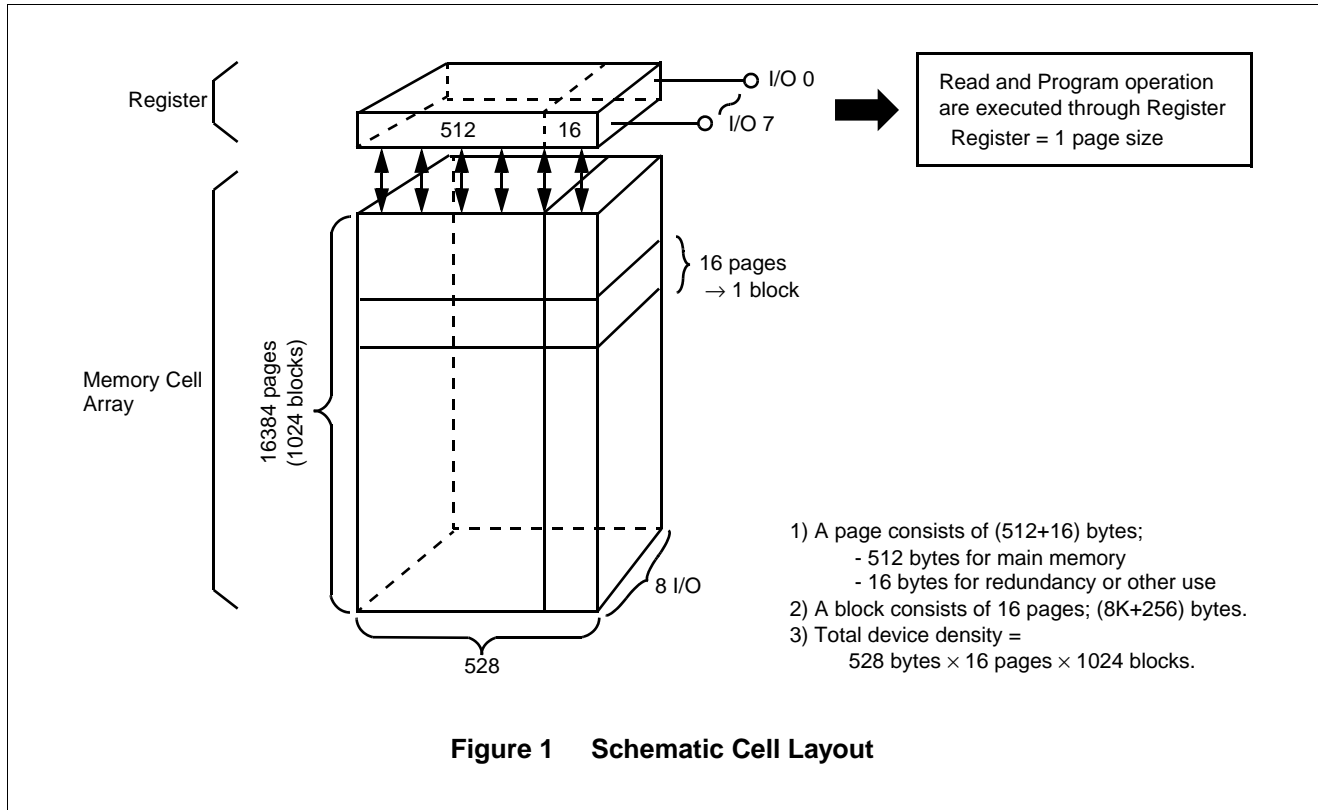 Register
512
16
I/O 0
I/O 7
Read and Program operation
are executed through Register
Register = 1 page size
Memory Cell
Array
16384 pages
(1024 blocks)
16 pages
→ 1 block
8 I/O
528
1) A page consists of (512+16) bytes;
- 512 bytes for main memory
- 16 bytes for redundancy or other use
2) A block consists of 16 pages; (8K+256) bytes.
3) Total device density =
528 bytes × 16 pages × 1024 blocks.
Figure 1 Schematic Cell Layout